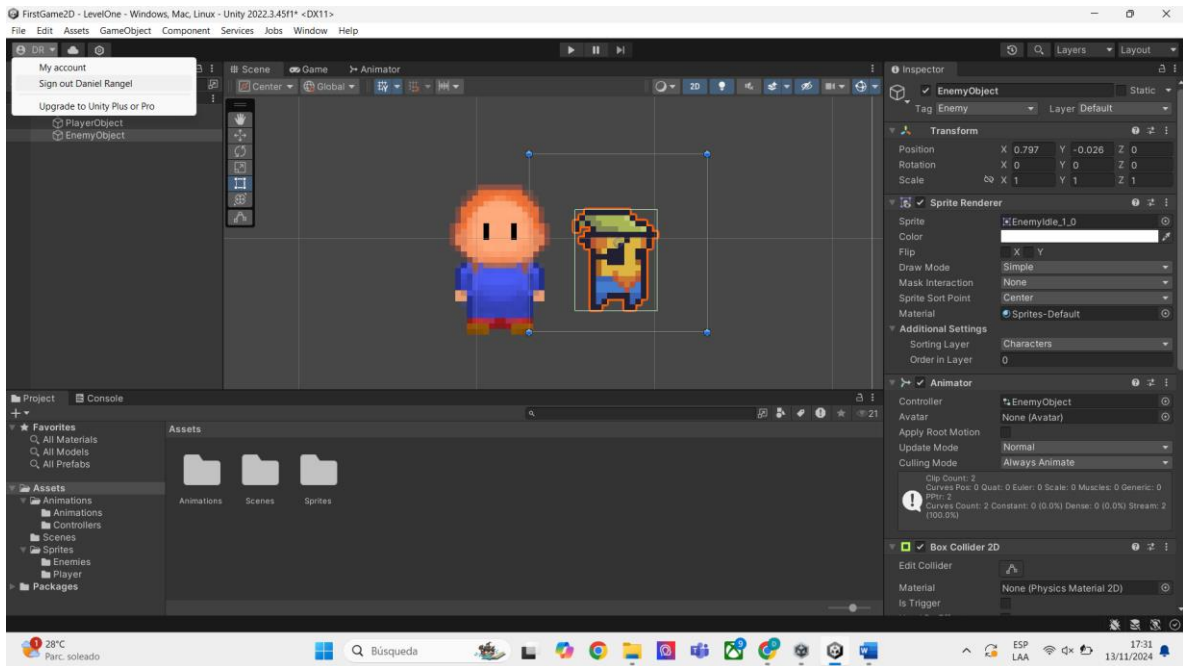 FirstGame2D - LevelOne - Windows, Mac, Linux - Unity 2022.3.45f1* <DX11>
File Edit Assets GameObject Component Services Jobs Window Help
DR
Layers Layout
My account
Sign out Daniel Rangel
Upgrade to Unity Plus or Pro
PlayerObject
EnemyObject
Scene Game Animator
Center Global 2D
Inspector
EnemyObject Static
Tag Enemy Layer Default
Transform
Position X 0.797 Y -0.026 Z 0
Rotation X 0 Y 0 Z 0
Scale X 1 Y 1 Z 1
Sprite Renderer
Sprite EnemyIdle_1_0
Color
Flip X Y
Draw Mode Simple
Mask Interaction None
Sprite Sort Point Center
Material Sprites-Default
Additional Settings
Sorting Layer Characters
Order in Layer 0
Animator
Controller EnemyObject
Avatar None (Avatar)
Apply Root Motion
Update Mode Normal
Culling Mode Always Animate
Clip Count: 2
Curves Pos: 0 Quat: 0 Euler: 0 Scale: 0 Muscles: 0 Generic: 0
PPtr: 2
Curves Count: 2 Constant: 0 (0.0%) Dense: 0 (0.0%) Stream: 2
(100.0%)
Box Collider 2D
Edit Collider
Material None (Physics Material 2D)
Is Trigger
Project Console
21
Favorites
All Materials
All Models
All Prefabs
Assets
Animations
Animations
Controllers
Scenes
Sprites
Enemies
Player
Packages
Assets
Animations Scenes Sprites
1
28°C
Parc. soleado
Búsqueda
9
ESP
LAA
17:31
13/11/2024